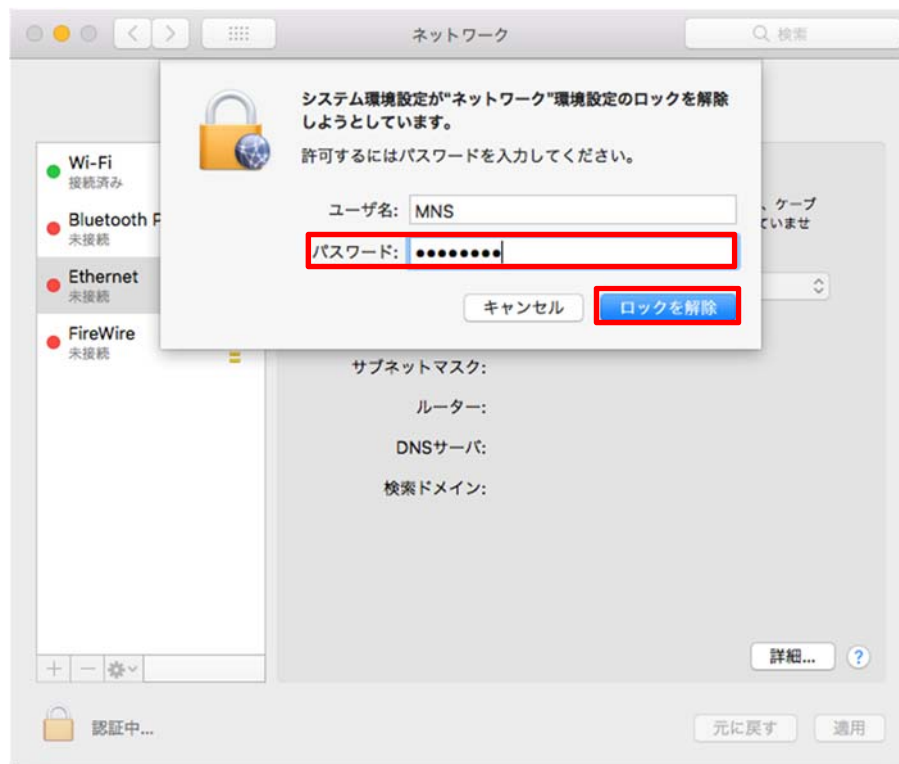 ネットワーク
検索
システム環境設定が"ネットワーク"環境設定のロックを解除
しようとしています。
許可するにはパスワードを入力してください。
ユーザ名: MNS
パスワード: ••••••••
キャンセル
ロックを解除
Wi-Fi
接続済み
Bluetooth P
未接続
Ethernet
未接続
FireWire
未接続
、ケーブ
ていませ
サブネットマスク:
ルーター:
DNSサーバ:
検索ドメイン:
詳細...
?
認証中...
元に戻す
適用